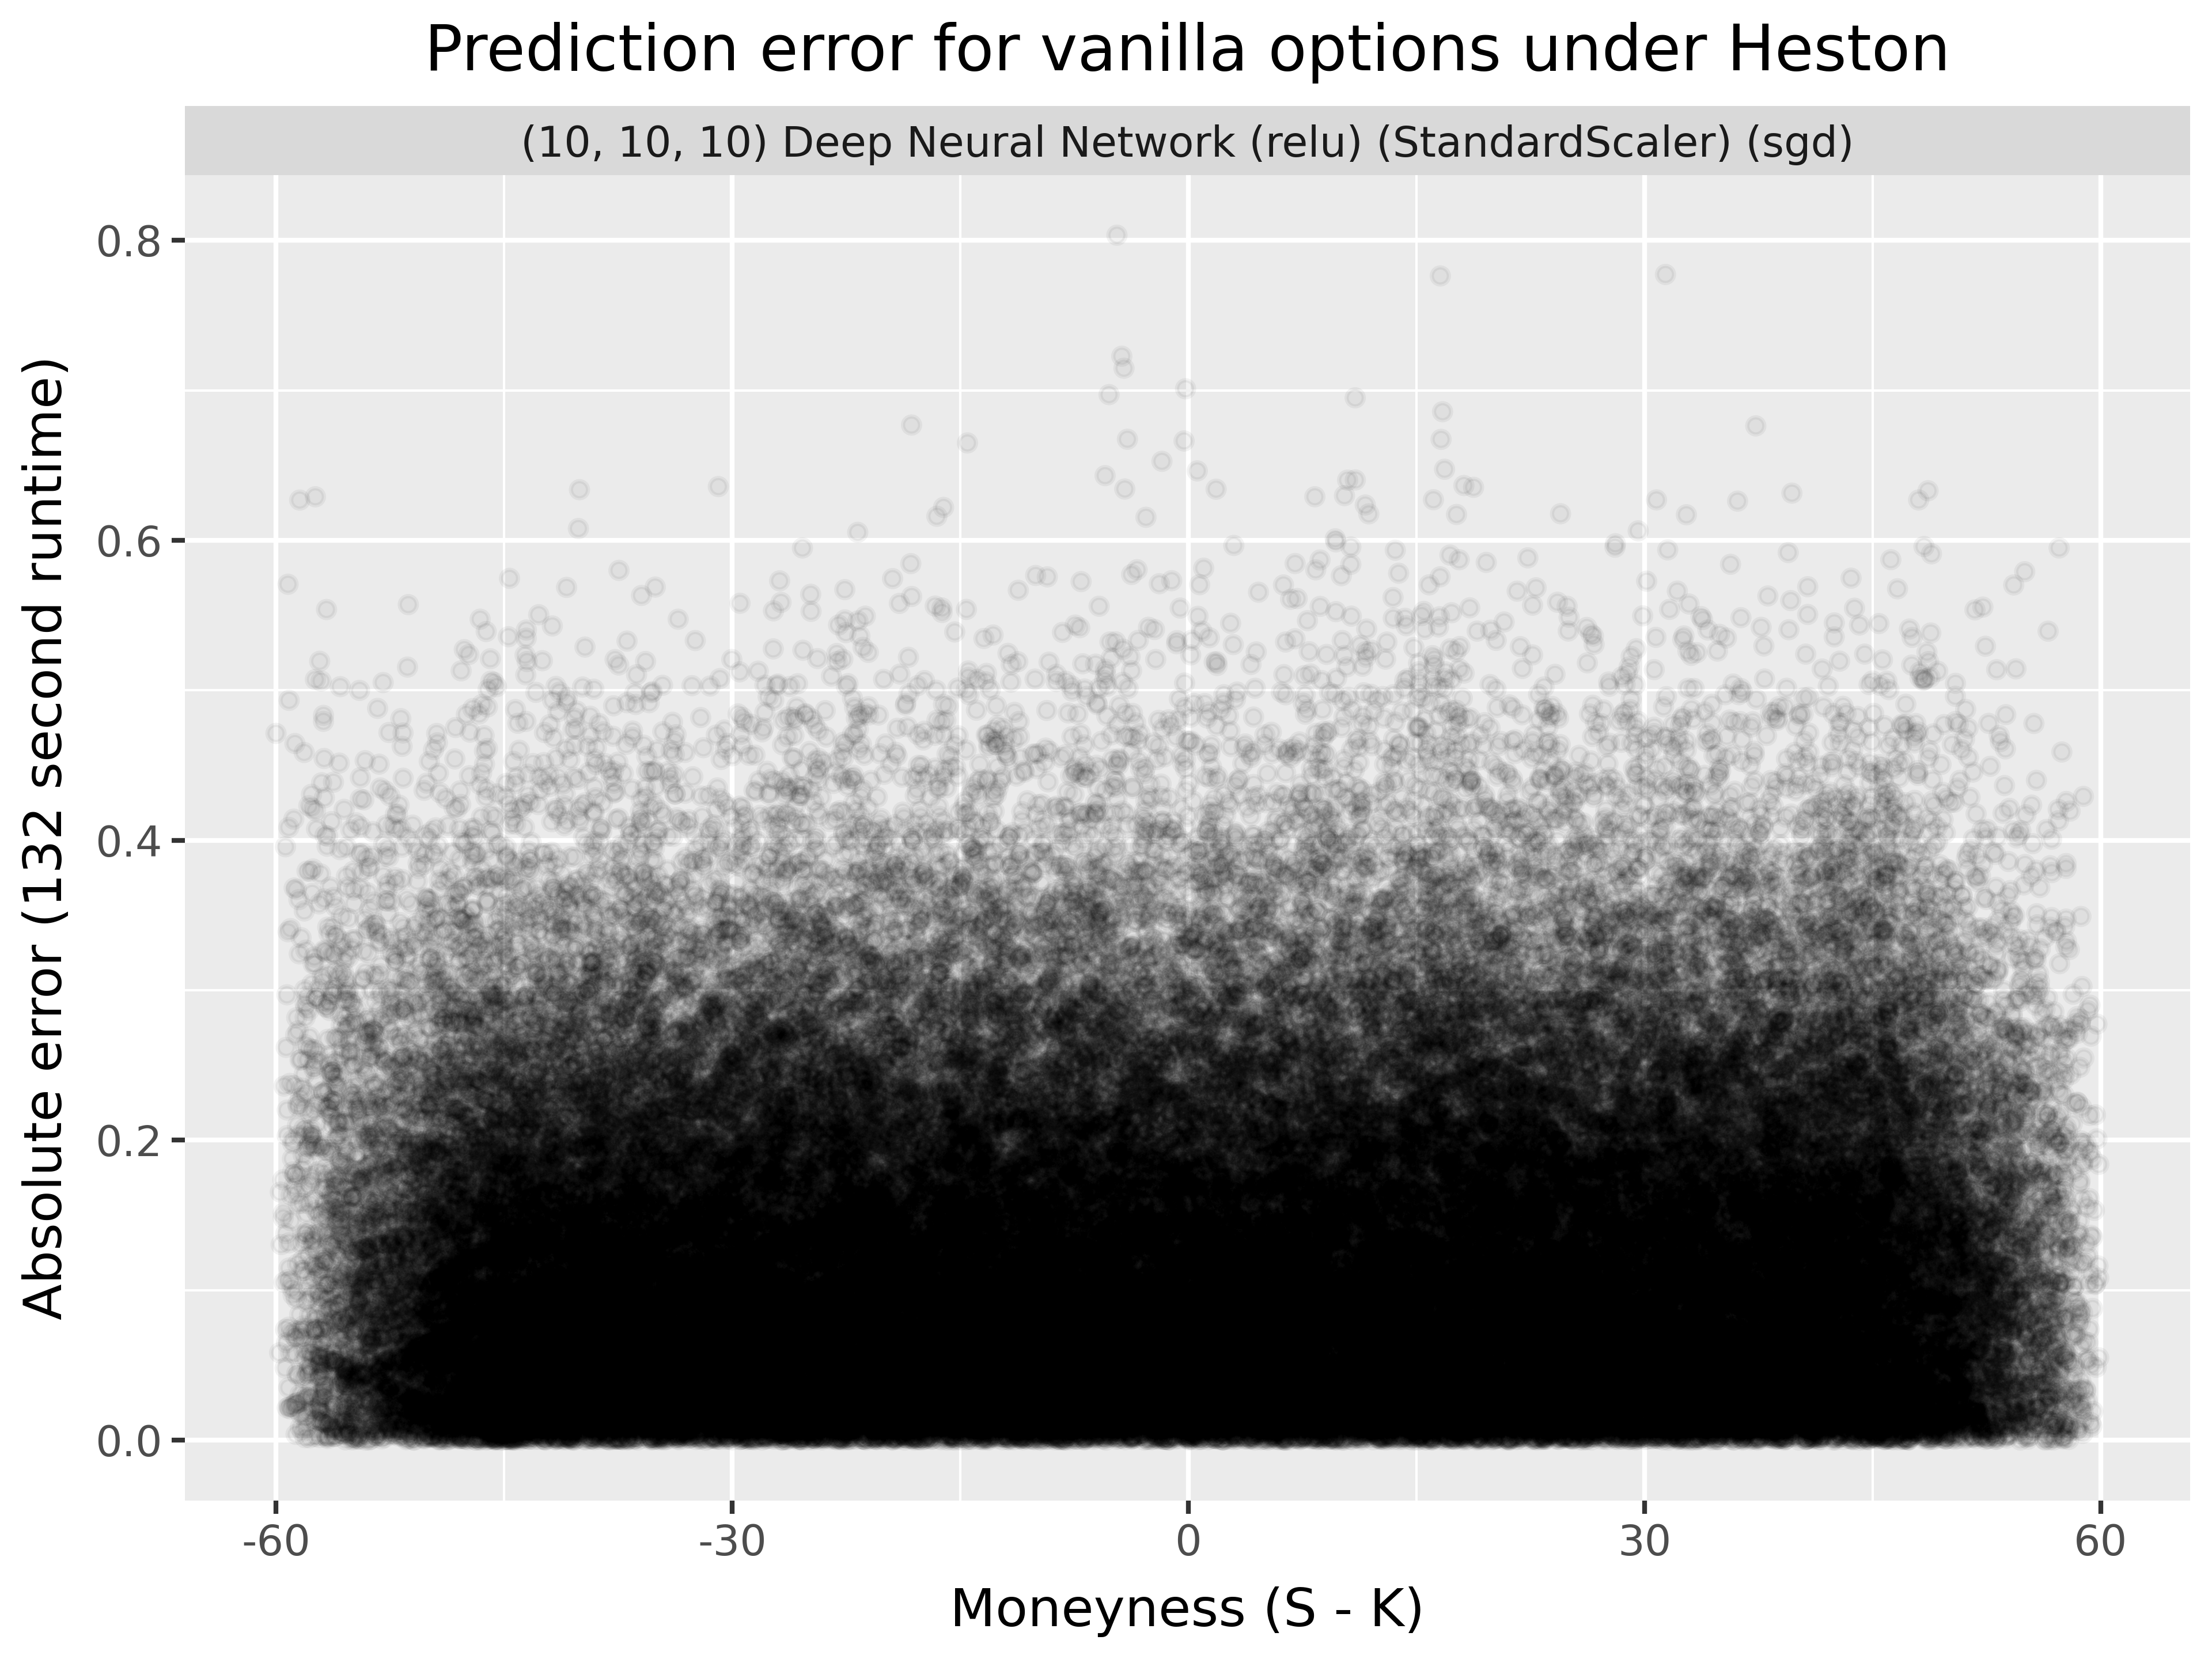 Prediction error for vanilla options under Heston
(10, 10, 10) Deep Neural Network (relu) (StandardScaler) (sgd)
Absolute error (132 second runtime)
0.8
0.6
0.4
0.2
0.0
-60
-30
0
30
60
Moneyness (S - K)